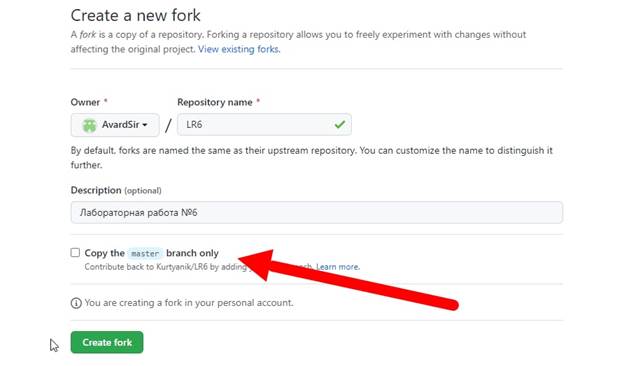 Create a new fork
A fork is a copy of a repository. Forking a repository allows you to freely experiment with changes without
affecting the original project. View existing forks.
Owner * Repository name *
AvardSir / LR6
By default, forks are named the same as their upstream repository. You can customize the name to distinguish it
further.
Description (optional)
Лабораторная работа №6
Copy the master branch only
Contribute back to Kurtyanik/LR6 by adding Learn more.
You are creating a fork in your personal account.
Create fork